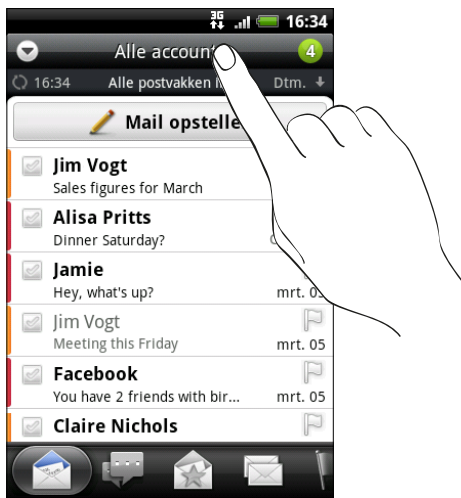 3G 16:34
Alle account 4
16:34 Alle postvakken Dtm.
Mail opstelle
Jim Vogt
Sales figures for March
Alisa Pritts
Dinner Saturday?
Jamie
Hey, what's up? mrt. 05
Jim Vogt
Meeting this Friday mrt. 05
Facebook
You have 2 friends with bir... mrt. 05
Claire Nichols